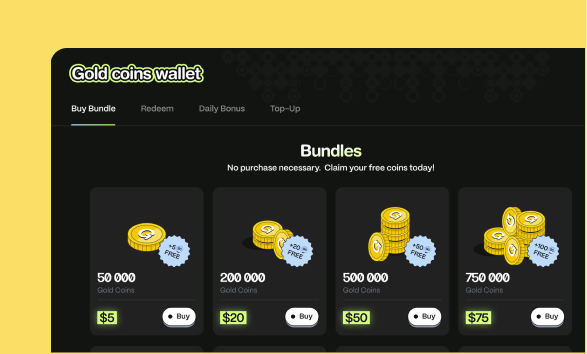 Gold coins wallet
Buy Bundle Redeem Daily Bonus Top-Up
Bundles
No purchase necessary. Claim your free coins today!
+5
FREE
+20
FREE
+50
FREE
+100
FREE
50 000 200 000 500 000 750 000
Gold Coins Gold Coins Gold Coins Gold Coins
$5 Buy $20 Buy $50 Buy $75 Buy